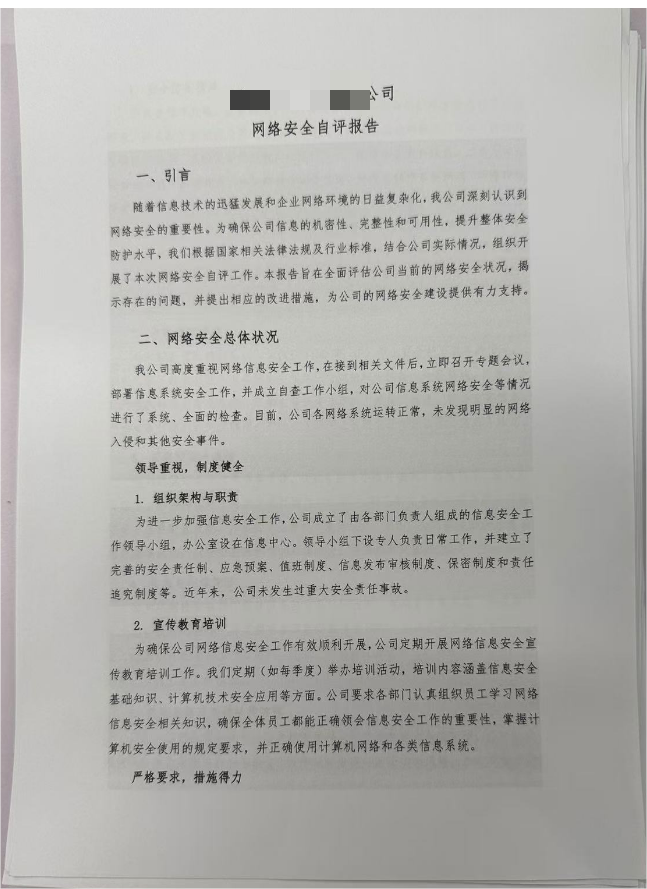 公司
网络安全自评报告
一、引言
随着信息技术的迅猛发展和企业网络环境的日益复杂化，我公司深刻认识到
网络安全的重要性。为确保公司信息的机密性、完整性和可用性，提升整体安全
防护水平，我们根据国家相关法律法规及行业标准，结合公司实际情况，组织开
展了本次网络安全自评工作。本报告旨在全面评估公司当前的网络安全状况，揭
示存在的问题，并提出相应的改进措施，为公司的网络安全建设提供有力支持。
二、网络安全总体状况
我公司高度重视网络信息安全工作，在接到相关文件后，立即召开专题会议，
部署信息系统安全工作，并成立自查工作小组，对公司信息系统网络安全等情况
进行了系统、全面的检查。目前，公司各网络系统运转正常，未发现明显的网络
入侵和其他安全事件。
领导重视，制度健全
1. 组织架构与职责
为进一步加强信息安全工作，公司成立了由各部门负责人组成的信息安全工
作领导小组，办公室设在信息中心。领导小组下设专人负责日常工作，并建立了
完善的安全责任制、应急预案、值班制度、信息发布审核制度、保密制度和责任
追究制度等。近年来，公司未发生过重大安全责任事故。
2. 宣传教育培训
为确保公司网络信息安全工作有效顺利开展，公司定期开展网络信息安全宣
传教育培训工作。我们定期（如每季度）举办培训活动，培训内容涵盖信息安全
基础知识、计算机技术安全应用等方面。公司要求各部门认真组织员工学习网络
信息安全相关知识，确保全体员工都能正确领会信息安全工作的重要性，掌握计
算机安全使用的规定要求，并正确使用计算机网络和各类信息系统。
严格要求，措施得力